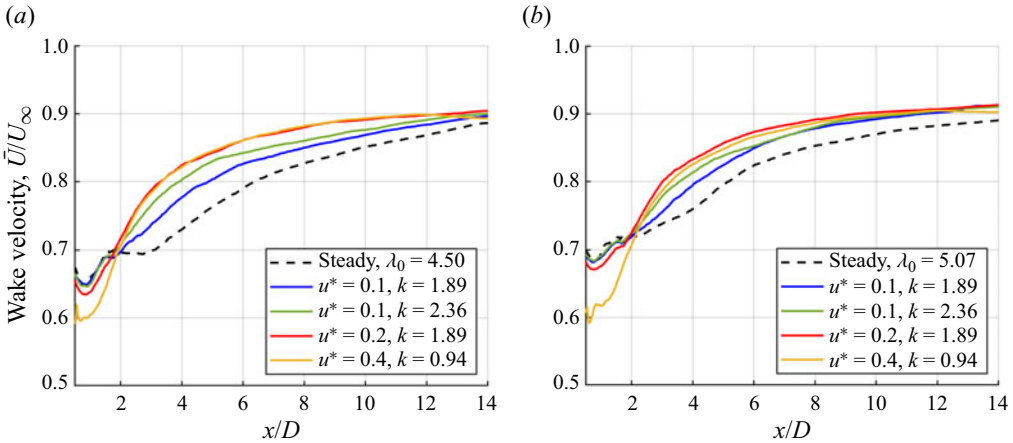 (a)
1.0
0.9
0.8
0.7
0.6
0.5
Wake velocity, Ū/U∞
2 4 6 8 10 12 14
x/D
Steady, λ0 = 4.50
u* = 0.1, k = 1.89
u* = 0.1, k = 2.36
u* = 0.2, k = 1.89
u* = 0.4, k = 0.94
(b)
1.0
0.9
0.8
0.7
0.6
0.5
2 4 6 8 10 12 14
x/D
Steady, λ0 = 5.07
u* = 0.1, k = 1.89
u* = 0.1, k = 2.36
u* = 0.2, k = 1.89
u* = 0.4, k = 0.94